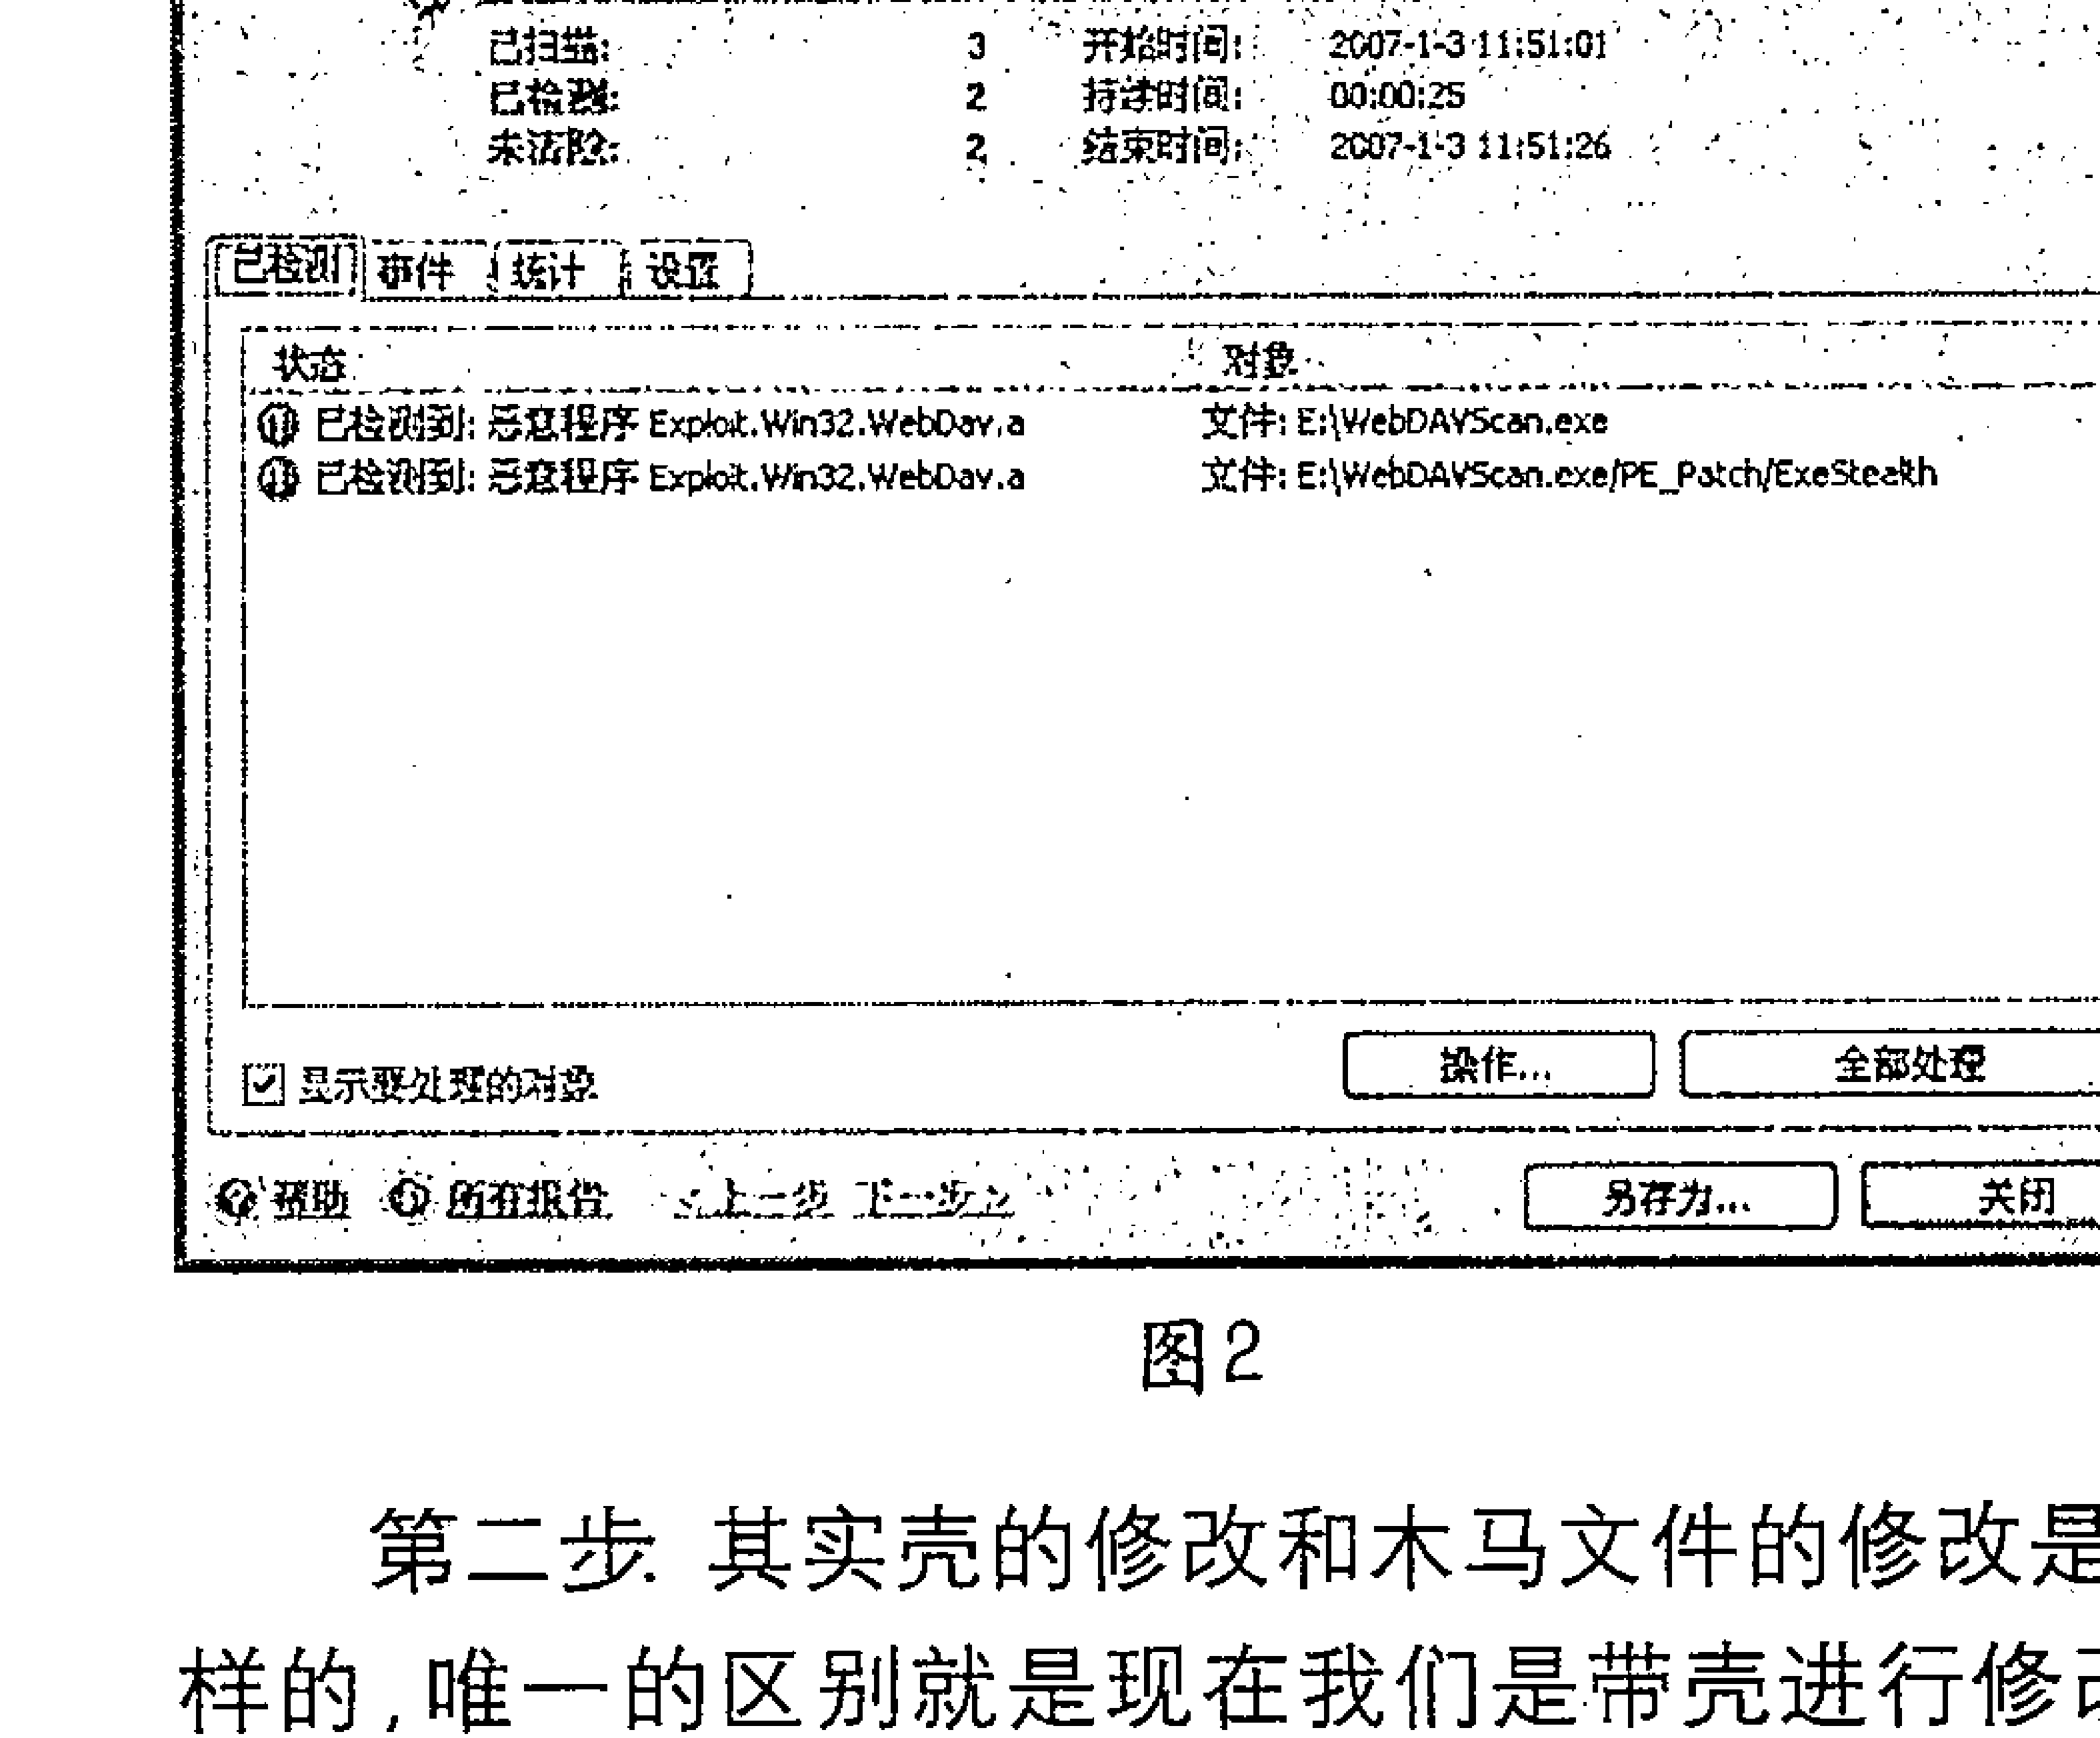 已扫描: 3 开始时间: 2007-1-3 11:51:01
已检测: 2 持续时间: 00:00:25
未清除: 2 结束时间: 2007-1-3 11:51:26
已检测 事件 统计 设置
状态 对象
已检测到: 恶意程序 Exploit.Win32.WebDav.a 文件: E:\WebDAVScan.exe
已检测到: 恶意程序 Exploit.Win32.WebDav.a 文件: E:\WebDAVScan.exe/PE_Patch/ExeStealth
显示要处理的对象 操作... 全部处理
帮助 所有报告 <上一步 下一步> 另存为... 关闭
图2
第二步 其实壳的修改和木马文件的修改是
样的,唯一的区别就是现在我们是带壳进行修改